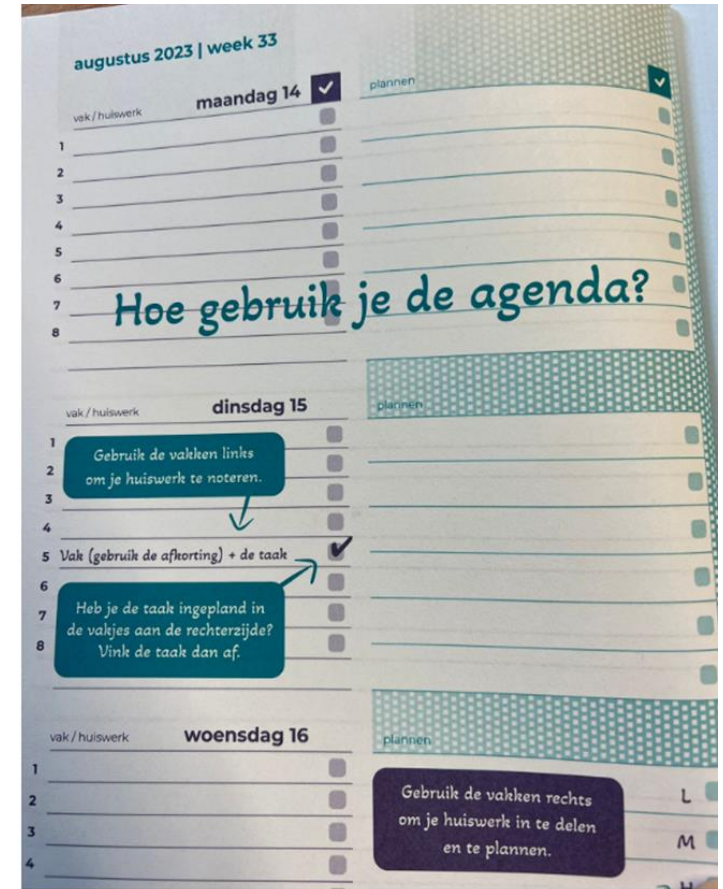 augustus 2023 | week 33
vak / huiswerk
maandag 14
plannen
1
2
3
4
5
6
7
8
Hoe gebruik je de agenda?
vak / huiswerk
dinsdag 15
plannen
1
2
3
4
5
6
7
8
Gebruik de vakken links
om je huiswerk te noteren.
Vak (gebruik de afkorting) + de taak
Heb je de taak ingepland in
de vakjes aan de rechterzijde?
Vink de taak dan af.
vak / huiswerk
woensdag 16
plannen
1
2
3
4
Gebruik de vakken rechts
om je huiswerk in te delen
en te plannen.
L
M